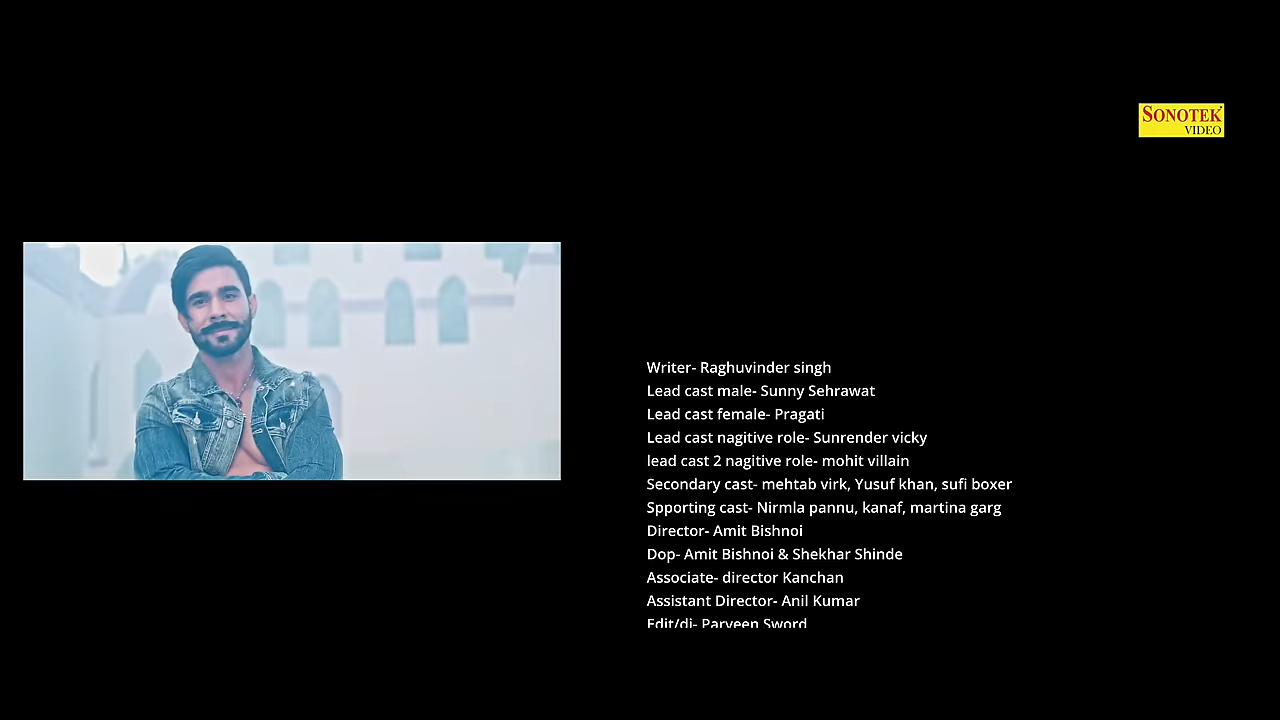 SONOTEK
VIDEO
Writer- Raghuvinder singh
Lead cast male- Sunny Sehrawat
Lead cast female- Pragati
Lead cast nagitive role- Sunrender vicky
lead cast 2 nagitive role- mohit villain
Secondary cast- mehtab virk, Yusuf khan, sufi boxer
Spporting cast- Nirmla pannu, kanaf, martina garg
Director- Amit Bishnoi
Dop- Amit Bishnoi & Shekhar Shinde
Associate- director Kanchan
Assistant Director- Anil Kumar
Edit/di- Parveen Sword